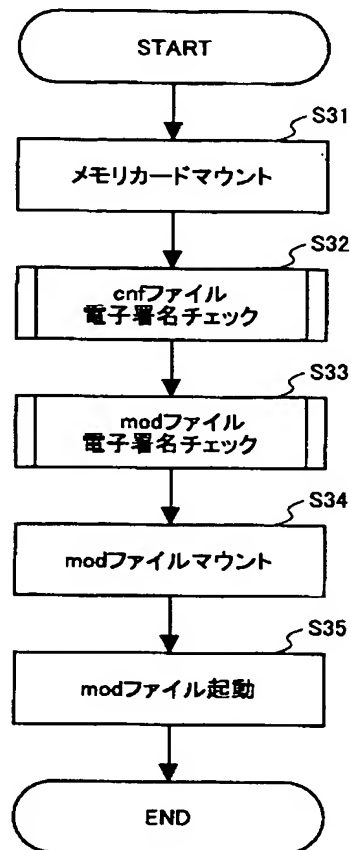 START
S31
メモリカードマウント
S32
cnfファイル
電子署名チェック
S33
modファイル
電子署名チェック
S34
modファイルマウント
S35
modファイル起動
END